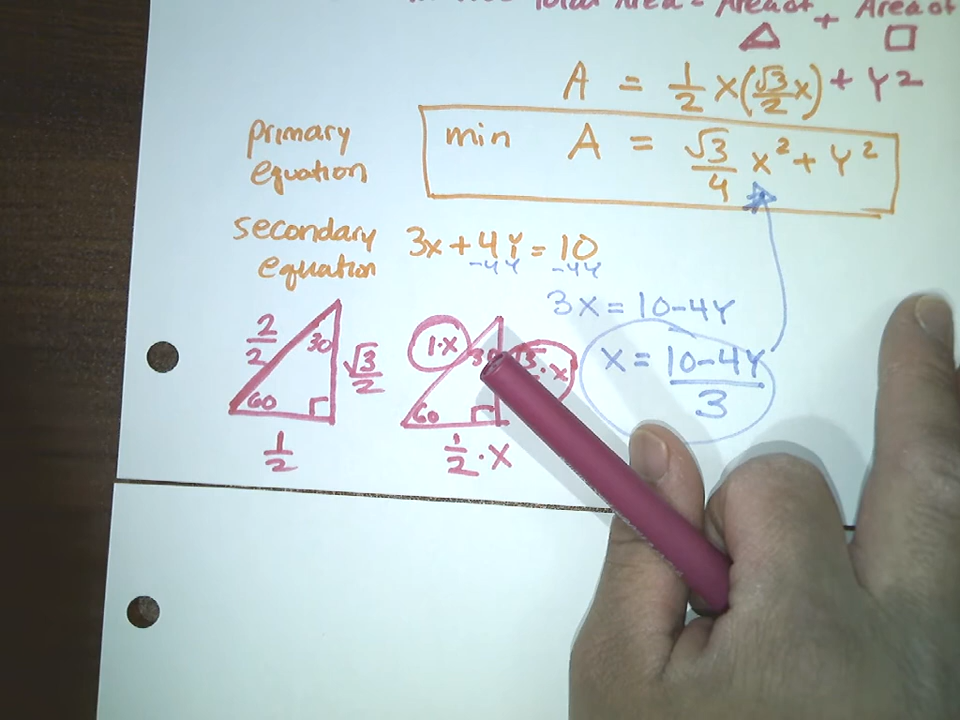 Total Area = Area of + Area of
△ □
A = 1/2 x(√3/2 x) + Y²
primary equation
min A = √3/4 x² + Y²
secondary equation
3x + 4Y = 10
-4Y -4Y
3x = 10-4Y
x = (10-4Y)/3
2/2 30 √3/2
60
1/2
1·x 30 ·x
60
1/2·x